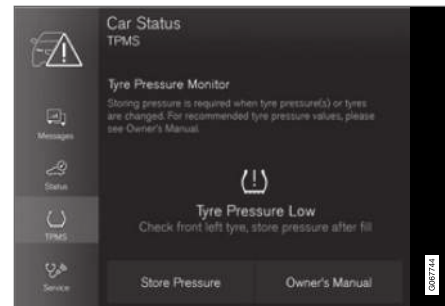 Car Status
TPMS
Tyre Pressure Monitor
Storing pressure is required when tyre pressure(s) or tyres
are changed. For recommended tyre pressure values, please
see Owner's Manual.
Messages
Status
TPMS
Service
(!)
Tyre Pressure Low
Check front left tyre, store pressure after fill
Store Pressure
Owner's Manual
G067744